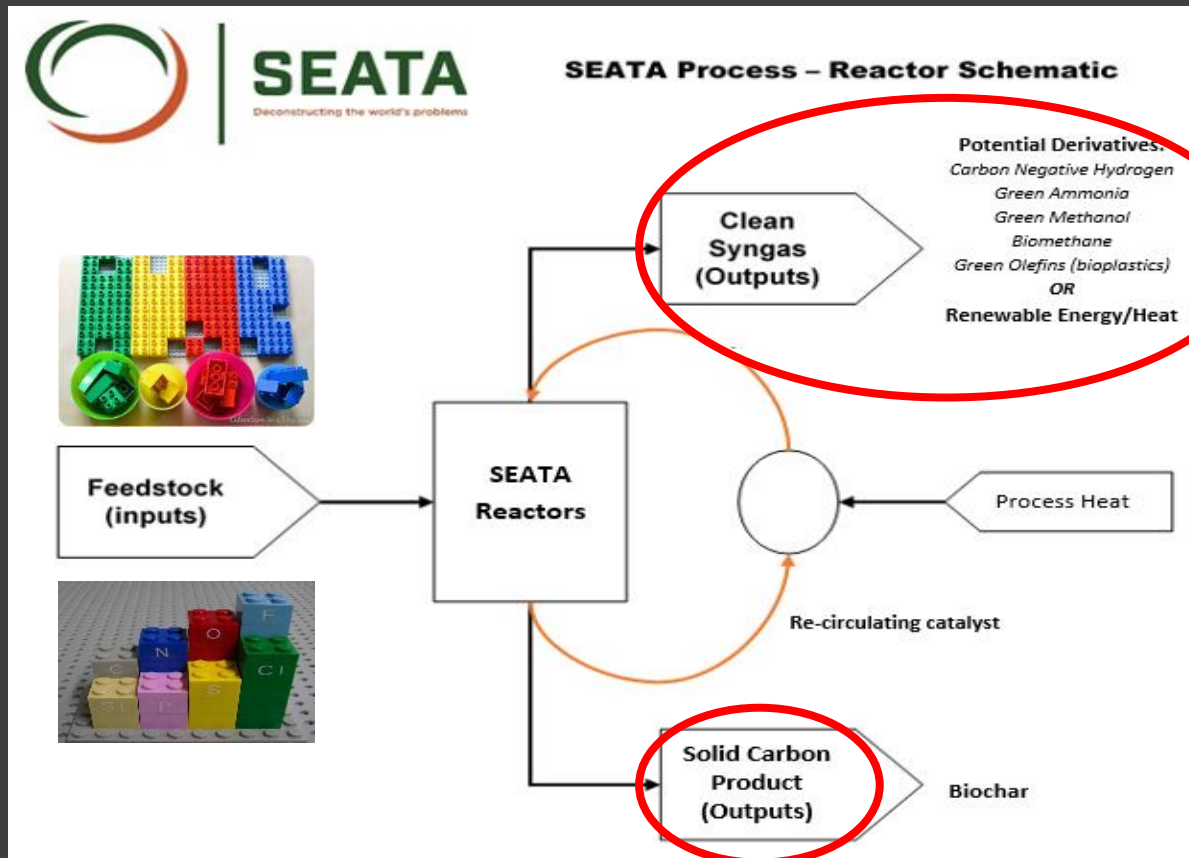 SEATA
Deconstructing the world's problems
SEATA Process – Reactor Schematic
Potential Derivatives:
Carbon Negative Hydrogen
Green Ammonia
Green Methanol
Biomethane
Green Olefins (bioplastics)
OR
Renewable Energy/Heat
Clean
Syngas
(Outputs)
Feedstock
(inputs)
SEATA
Reactors
Process Heat
Re-circulating catalyst
F
O
N
C
Cl
S
P
Si
Solid Carbon
Product
(Outputs)
Biochar